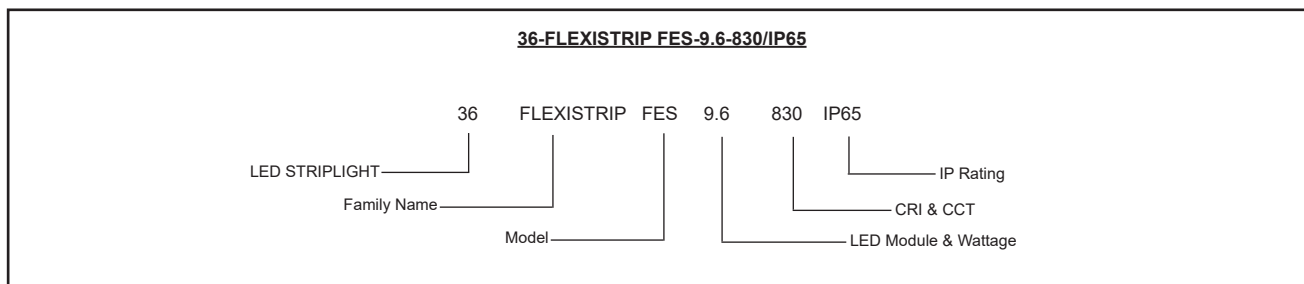 36-FLEXISTRIP FES-9.6-830/IP65
36 FLEXISTRIP FES 9.6 830 IP65
LED STRIPLIGHT
IP Rating
Family Name
CRI & CCT
Model
LED Module & Wattage